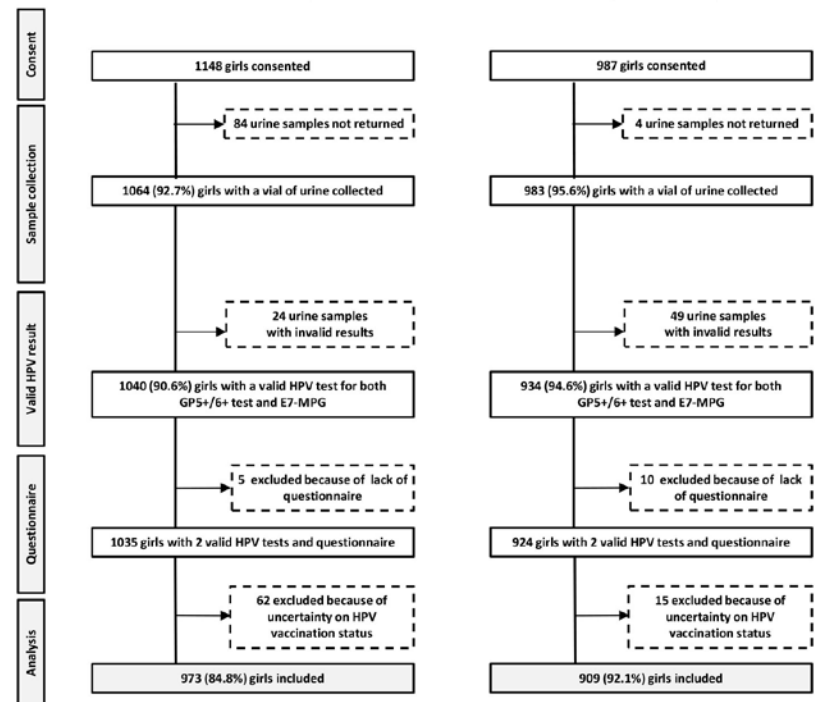 Consent
1148 girls consented
987 girls consented
84 urine samples not returned
4 urine samples not returned
Sample collection
1064 (92.7%) girls with a vial of urine collected
983 (95.6%) girls with a vial of urine collected
Valid HPV result
24 urine samples
with invalid results
49 urine samples
with invalid results
1040 (90.6%) girls with a valid HPV test for both
GP5+/6+ test and E7-MPG
934 (94.6%) girls with a valid HPV test for both
GP5+/6+ test and E7-MPG
Questionnaire
5 excluded because of lack of
questionnaire
10 excluded because of lack
of questionnaire
1035 girls with 2 valid HPV tests and questionnaire
924 girls with 2 valid HPV tests and questionnaire
Analysis
62 excluded because of
uncertainty on HPV
vaccination status
15 excluded because of
uncertainty on HPV
vaccination status
973 (84.8%) girls included
909 (92.1%) girls included